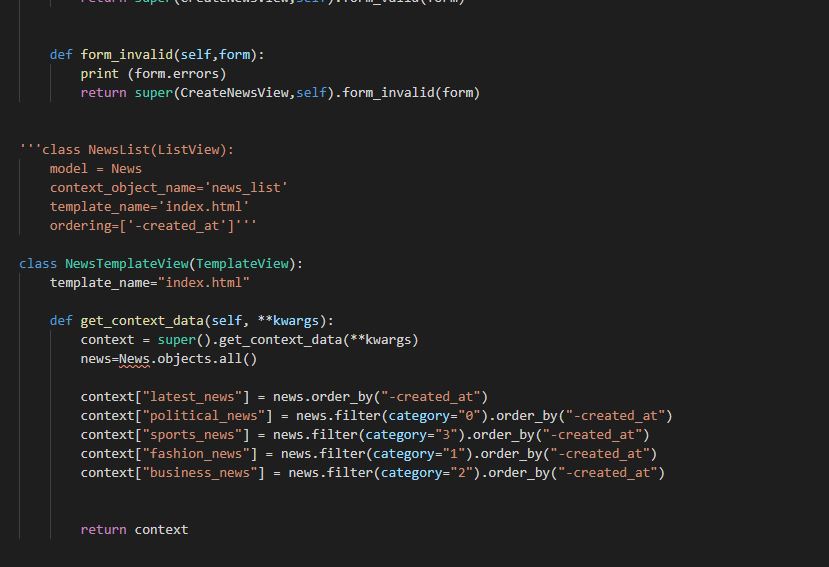 return super(CreateNewsView,self).form_valid(form)
def form_invalid(self,form):
print (form.errors)
return super(CreateNewsView,self).form_invalid(form)
'''class NewsList(ListView):
model = News
context_object_name='news_list'
template_name='index.html'
ordering=['-created_at']'''
class NewsTemplateView(TemplateView):
template_name="index.html"
def get_context_data(self, **kwargs):
context = super().get_context_data(**kwargs)
news=News.objects.all()
context["latest_news"] = news.order_by("-created_at")
context["political_news"] = news.filter(category="0").order_by("-created_at")
context["sports_news"] = news.filter(category="3").order_by("-created_at")
context["fashion_news"] = news.filter(category="1").order_by("-created_at")
context["business_news"] = news.filter(category="2").order_by("-created_at")
return context